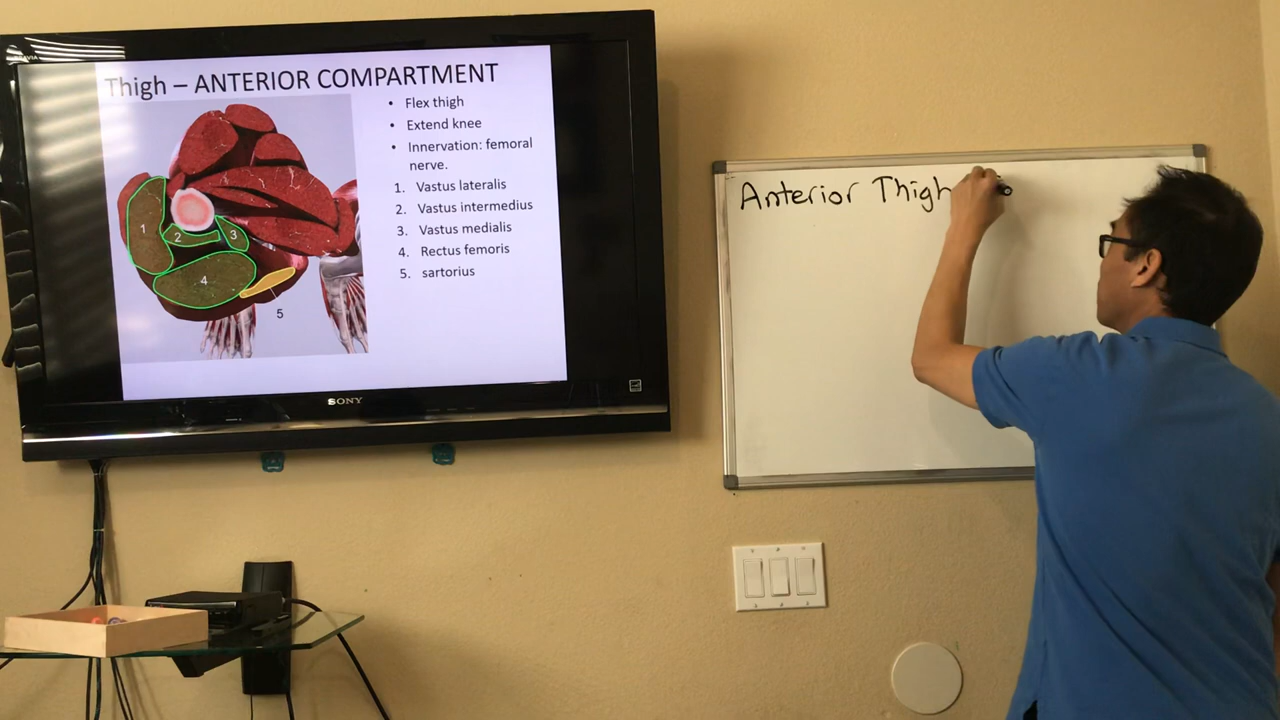 Thigh – ANTERIOR COMPARTMENT
• Flex thigh
• Extend knee
• Innervation: femoral
nerve.
1. Vastus lateralis
2. Vastus intermedius
3. Vastus medialis
4. Rectus femoris
5. sartorius
1
2
3
4
5
SONY
Anterior Thigh